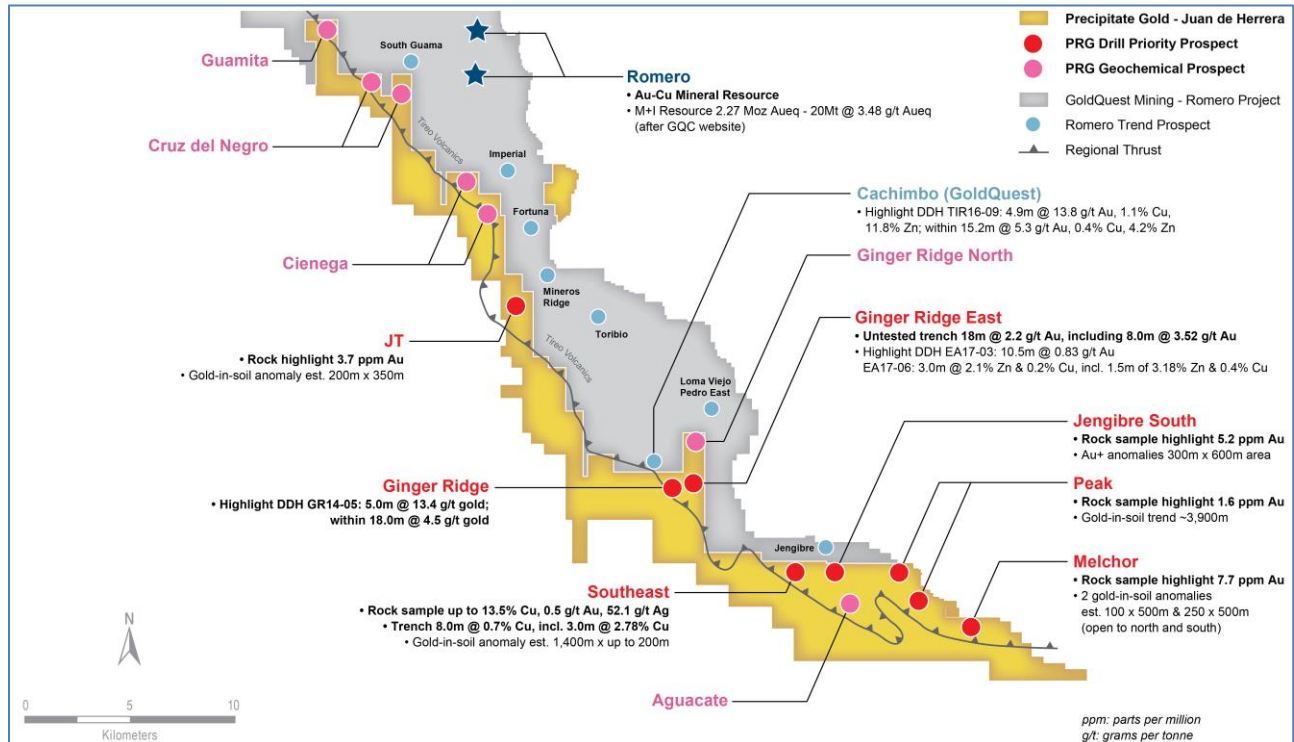 Guamita
South Guama
Cruz del Negro
Tireo Volcanics
Romero
• Au-Cu Mineral Resource
• M+I Resource 2.27 Moz Aueq - 20Mt @ 3.48 g/t Aueq
(after GQC website)
Precipitate Gold - Juan de Herrera
PRG Drill Priority Prospect
PRG Geochemical Prospect
GoldQuest Mining - Romero Project
Romero Trend Prospect
Regional Thrust
Imperial
Fortuna
Cienega
Mineros
Ridge
Toribio
Cachimbo (GoldQuest)
• Highlight DDH TIR16-09: 4.9m @ 13.8 g/t Au, 1.1% Cu,
11.8% Zn; within 15.2m @ 5.3 g/t Au, 0.4% Cu, 4.2% Zn
Ginger Ridge North
Ginger Ridge East
• Untested trench 18m @ 2.2 g/t Au, including 8.0m @ 3.52 g/t Au
• Highlight DDH EA17-03: 10.5m @ 0.83 g/t Au
EA17-06: 3.0m @ 2.1% Zn & 0.2% Cu, incl. 1.5m of 3.18% Zn & 0.4% Cu
JT
• Rock highlight 3.7 ppm Au
• Gold-in-soil anomaly est. 200m x 350m
Tireo Volcanics
Loma Viejo
Pedro East
Jengibre South
• Rock sample highlight 5.2 ppm Au
• Au+ anomalies 300m x 600m area
Ginger Ridge
• Highlight DDH GR14-05: 5.0m @ 13.4 g/t gold;
within 18.0m @ 4.5 g/t gold
Peak
• Rock sample highlight 1.6 ppm Au
• Gold-in-soil trend ~3,900m
Jengibre
Melchor
• Rock sample highlight 7.7 ppm Au
• 2 gold-in-soil anomalies
est. 100 x 500m & 250 x 500m
(open to north and south)
Southeast
• Rock sample up to 13.5% Cu, 0.5 g/t Au, 52.1 g/t Ag
• Trench 8.0m @ 0.7% Cu, incl. 3.0m @ 2.78% Cu
• Gold-in-soil anomaly est. 1,400m x up to 200m
Aguacate
N
0 5 10
Kilometers
ppm: parts per million
g/t: grams per tonne